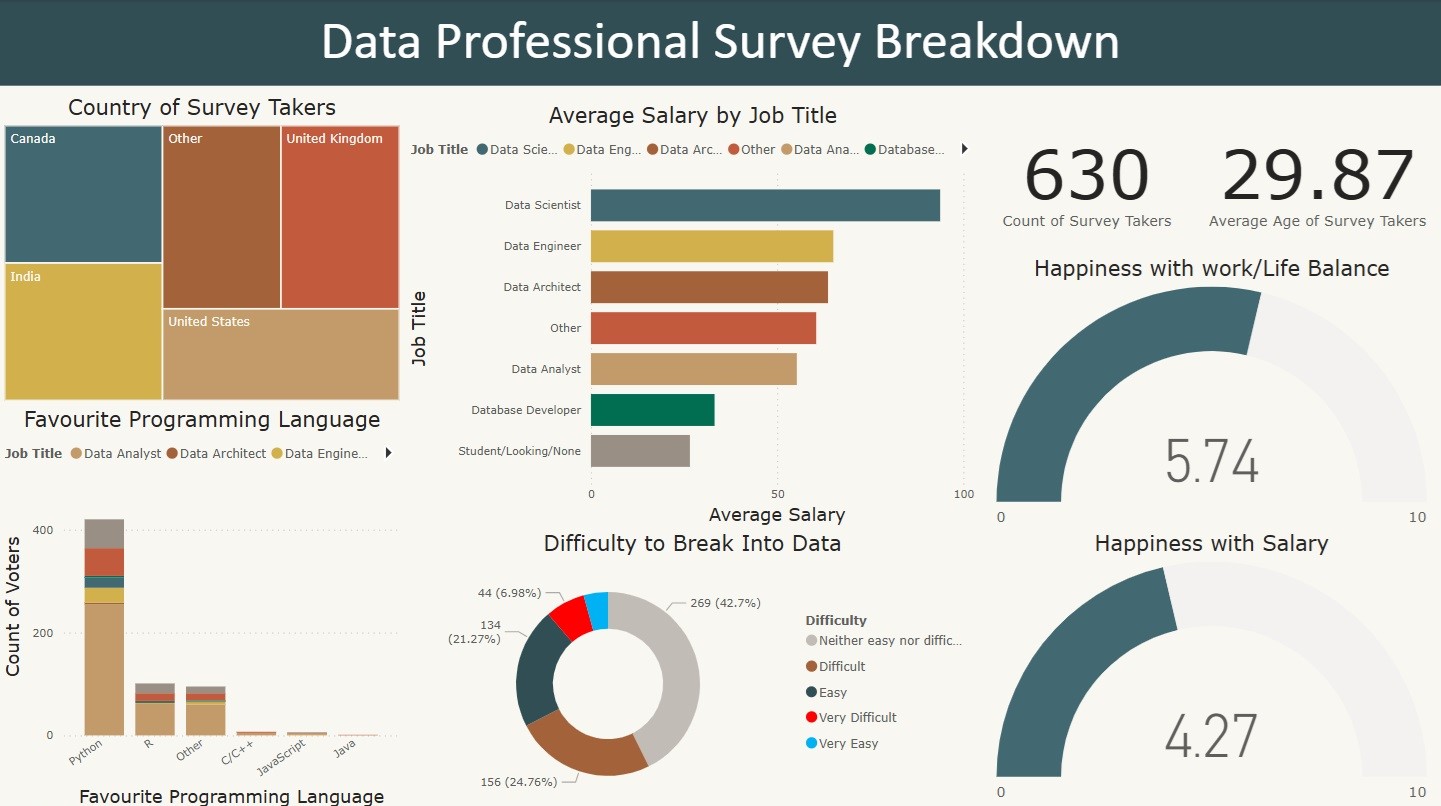 Data Professional Survey Breakdown
Country of Survey Takers
Canada
Other
United Kingdom
India
United States
Favourite Programming Language
Job Title
Data Analyst
Data Architect
Data Engine...
400
200
0
Count of Voters
Python
R
Other
C/C++
JavaScript
Java
Favourite Programming Language
Average Salary by Job Title
Job Title
Data Scie...
Data Eng...
Data Arc...
Other
Data Ana...
Database...
Job Title
Data Scientist
Data Engineer
Data Architect
Other
Data Analyst
Database Developer
Student/Looking/None
0
50
100
Average Salary
Difficulty to Break Into Data
44 (6.98%)
269 (42.7%)
134
(21.27%)
156 (24.76%)
Difficulty
Neither easy nor diffic...
Difficult
Easy
Very Difficult
Very Easy
630
Count of Survey Takers
29.87
Average Age of Survey Takers
Happiness with work/Life Balance
5.74
0
10
Happiness with Salary
4.27
0
10